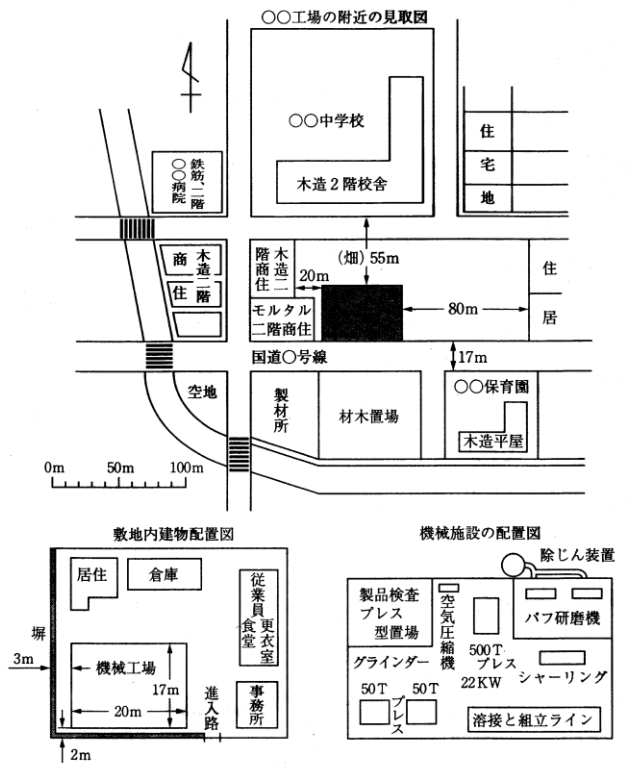 〇〇工場の附近の見取図
〇〇中学校
木造2階校舎
住
宅
地
鉄筋、二階
〇〇病院
商
住
木造二階
木造二
階商住
モルタル
二階商住
20m
(畑) 55m
80m
住
居
国道〇号線
17m
空地
製材所
材木置場
〇〇保育園
木造平屋
0m 50m 100m
敷地内建物配置図
居住
倉庫
従業員
食堂
更衣室
塀
3m
機械工場
17m
20m
進入路
事務所
2m
機械施設の配置図
除じん装置
製品検査
プレス
型置場
空気圧縮機
バフ研磨機
500T
プレス
22KW
シャーリング
グラインダー
50T
50T
プレス
溶接と組立ライン